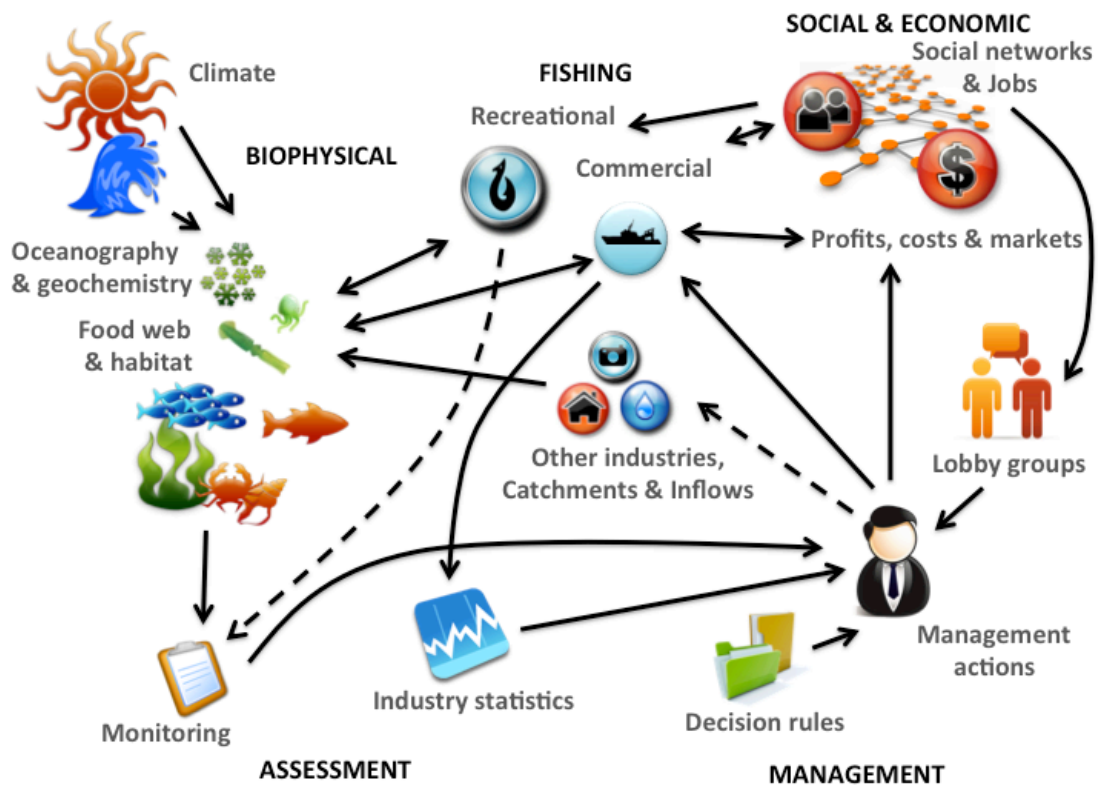 SOCIAL & ECONOMIC
Social networks
& Jobs
Climate
FISHING
Recreational
BIOPHYSICAL
Commercial
$
Oceanography
& geochemistry
Profits, costs & markets
Food web
& habitat
Other industries,
Catchments & Inflows
Lobby groups
Management
actions
Industry statistics
Decision rules
Monitoring
ASSESSMENT
MANAGEMENT